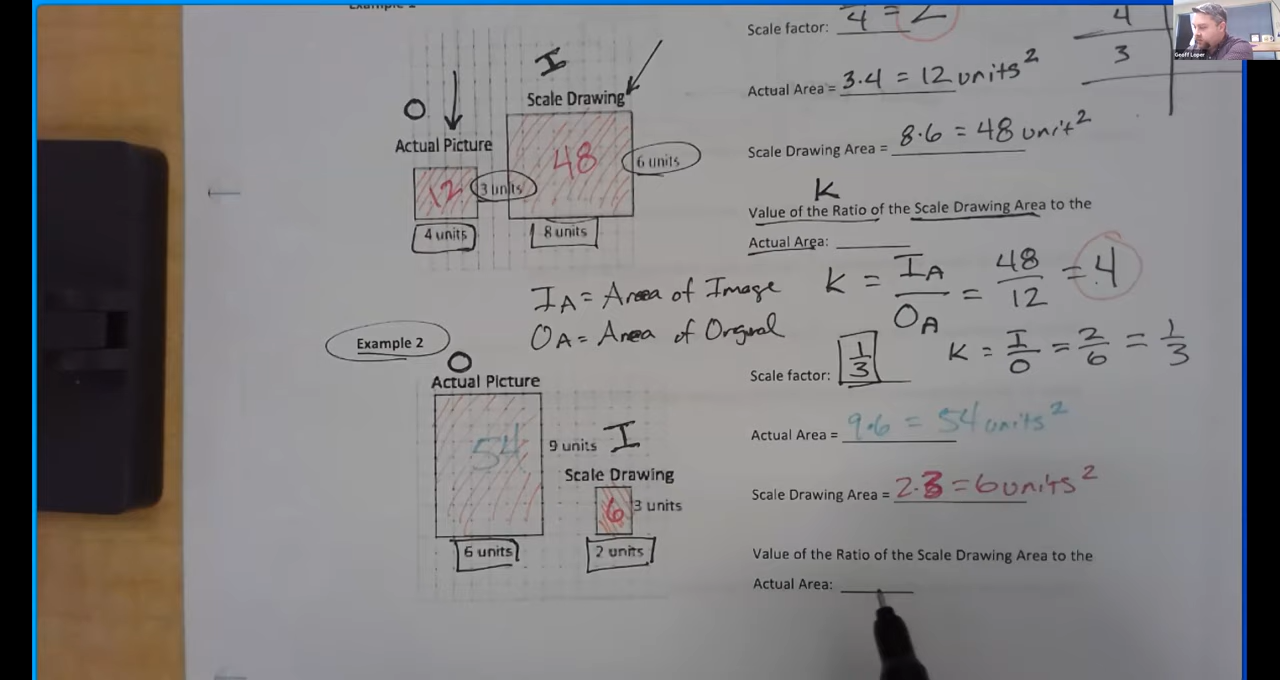 Example
Scale factor: 4 = 2
4
3
Geoff Loper
I
Scale Drawing
O
Actual Picture
Actual Area = 3.4 = 12 units²
48
6 units
12
3 units
Scale Drawing Area = 8.6 = 48 unit²
4 units
8 units
K
Value of the Ratio of the Scale Drawing Area to the
Actual Area:
K = IA/OA = 48/12 = 4
IA = Area of Image
OA = Area of Orginal
Example 2
Scale factor: 1/3
K = I/O = 2/6 = 1/3
O
Actual Picture
54
9 units
I
Actual Area = 9.6 = 54 units²
Scale Drawing
6
3 units
Scale Drawing Area = 2.3 = 6 units²
6 units
2 units
Value of the Ratio of the Scale Drawing Area to the
Actual Area: